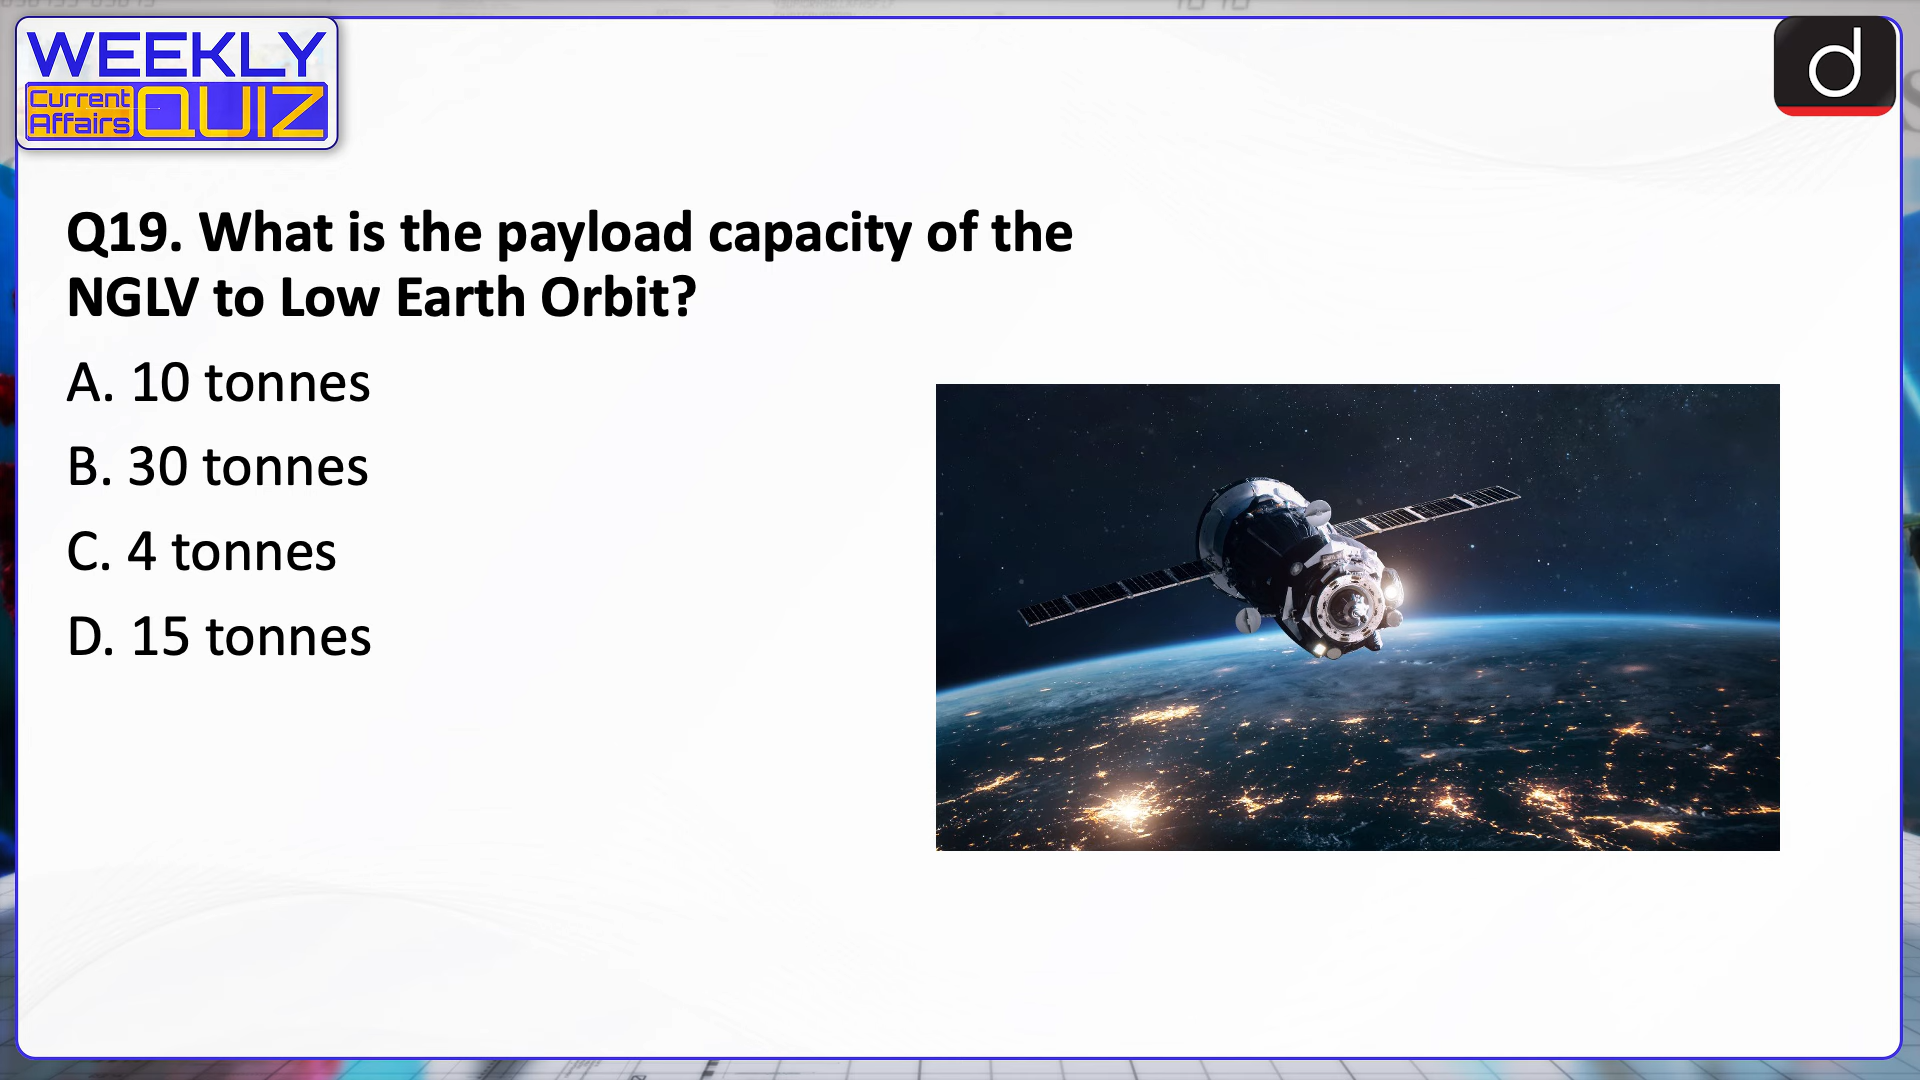 WEEKLY
Current
Affairs
QUIZ
d
Q19. What is the payload capacity of the
NGLV to Low Earth Orbit?
A. 10 tonnes
B. 30 tonnes
C. 4 tonnes
D. 15 tonnes